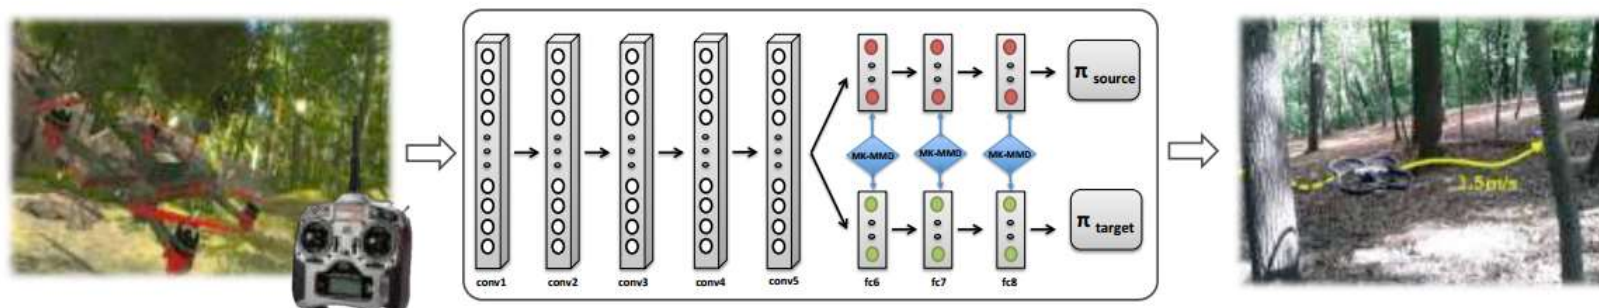 conv1
conv2
conv3
conv4
conv5
fc6
fc7
fc8
MK-MMD
MK-MMD
MK-MMD
π source
π target
1.5m/s